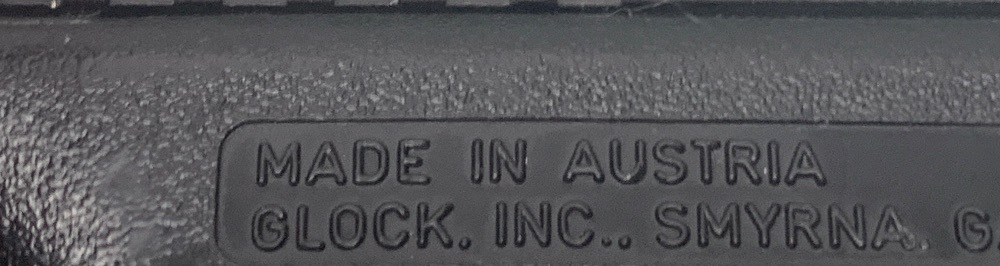 MADE IN AUSTRIA
GLOCK, INC., SMYRNA, G